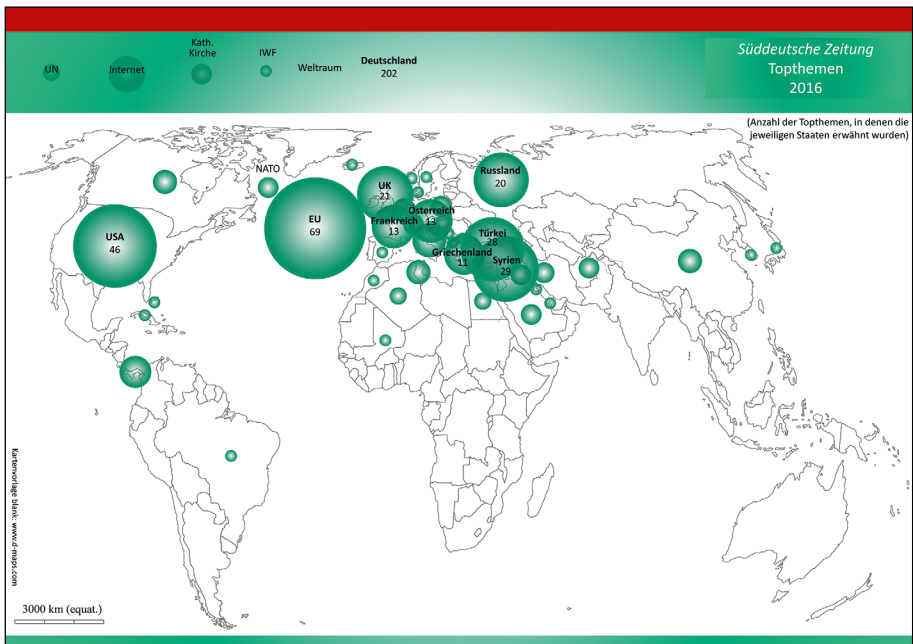 UN
Internet
Kath.
Kirche
IWF
Weltraum
Deutschland
202
Süddeutsche Zeitung
Topthemen
2016
(Anzahl der Topthemen, in denen die
jeweiligen Staaten erwähnt wurden)
NATO
UK
21
Russland
20
EU
69
USA
46
Frankreich
13
Österreich
13
Türkei
28
Griechenland
11
Syrien
29
Kartenvorlage blank: www.d-maps.com
3000 km (equat.)